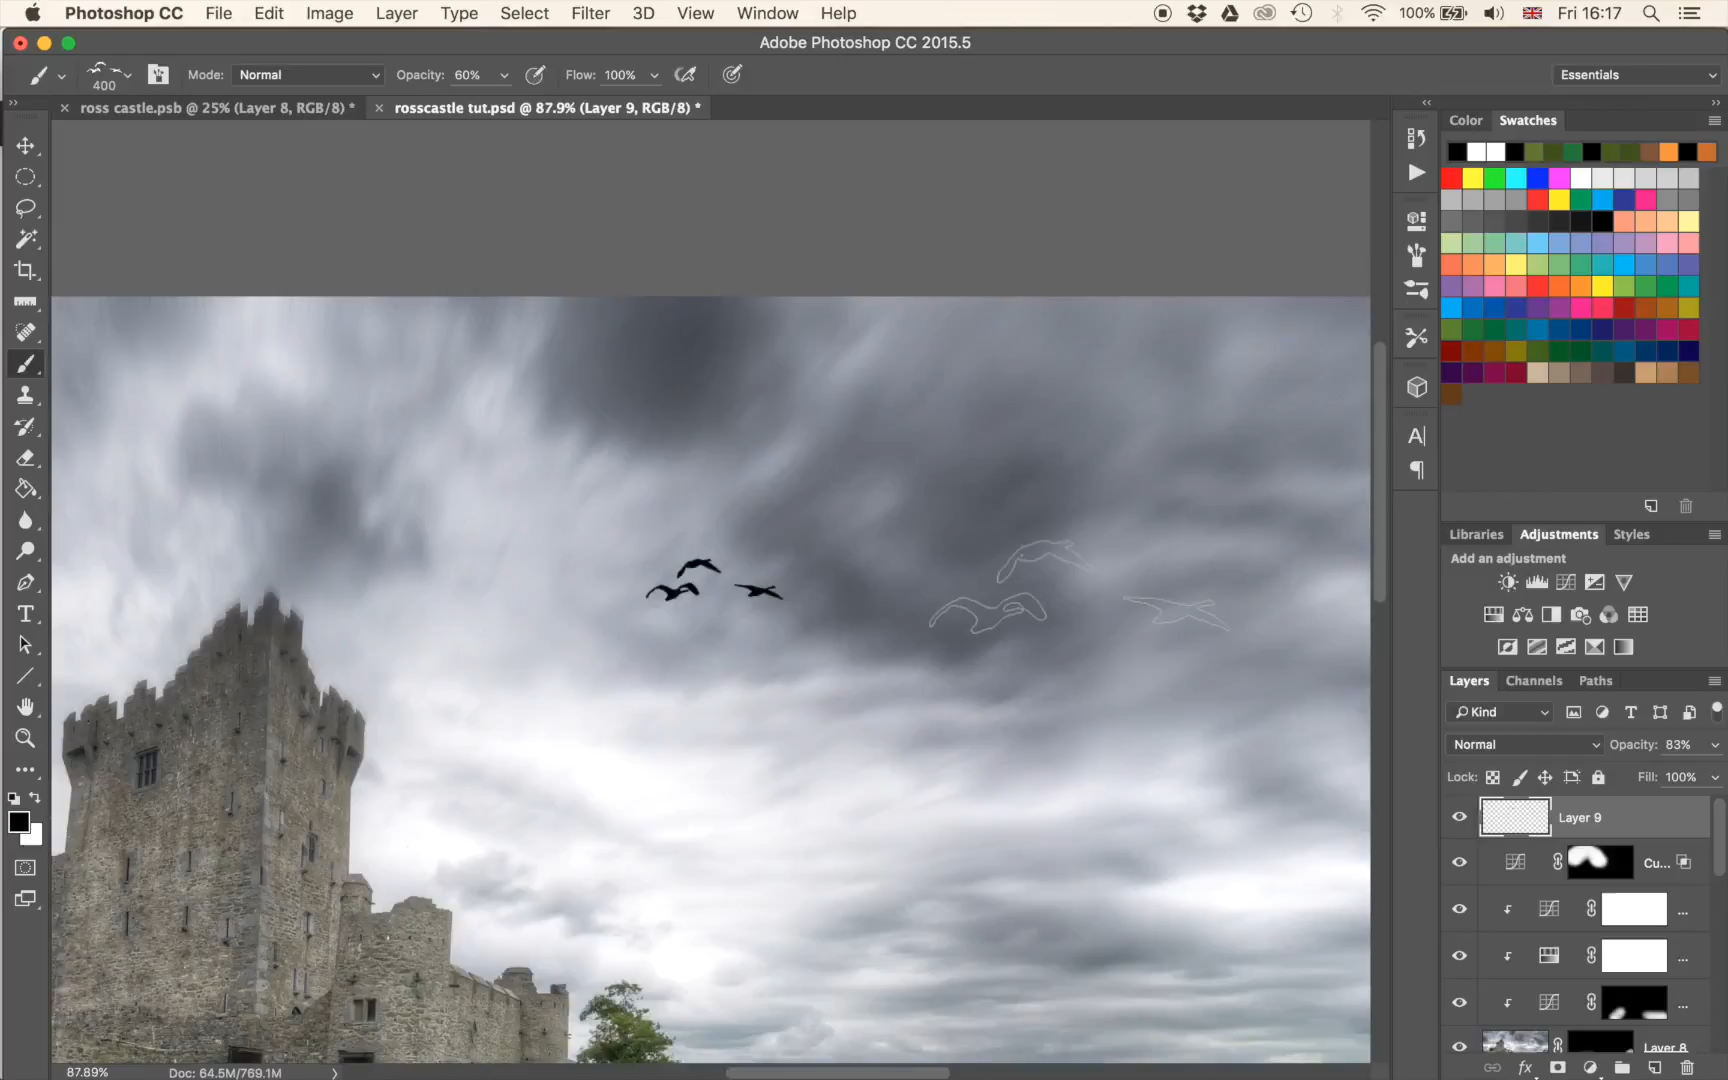 Photoshop CC File Edit Image Layer Type Select Filter 3D View Window Help 100% Fri 16:17
Adobe Photoshop CC 2015.5
400 Mode: Normal Opacity: 60% Flow: 100% Essentials
ross castle.psb @ 25% (Layer 8, RGB/8) * rosscastle tut.psd @ 87.9% (Layer 9, RGB/8) *
Color Swatches
Libraries Adjustments Styles
Add an adjustment
Layers Channels Paths
Kind
Normal Opacity: 83%
Lock: Fill: 100%
Layer 9
Cu...
...
...
...
Layer 8
87.89% Doc: 64.5M/769.1M